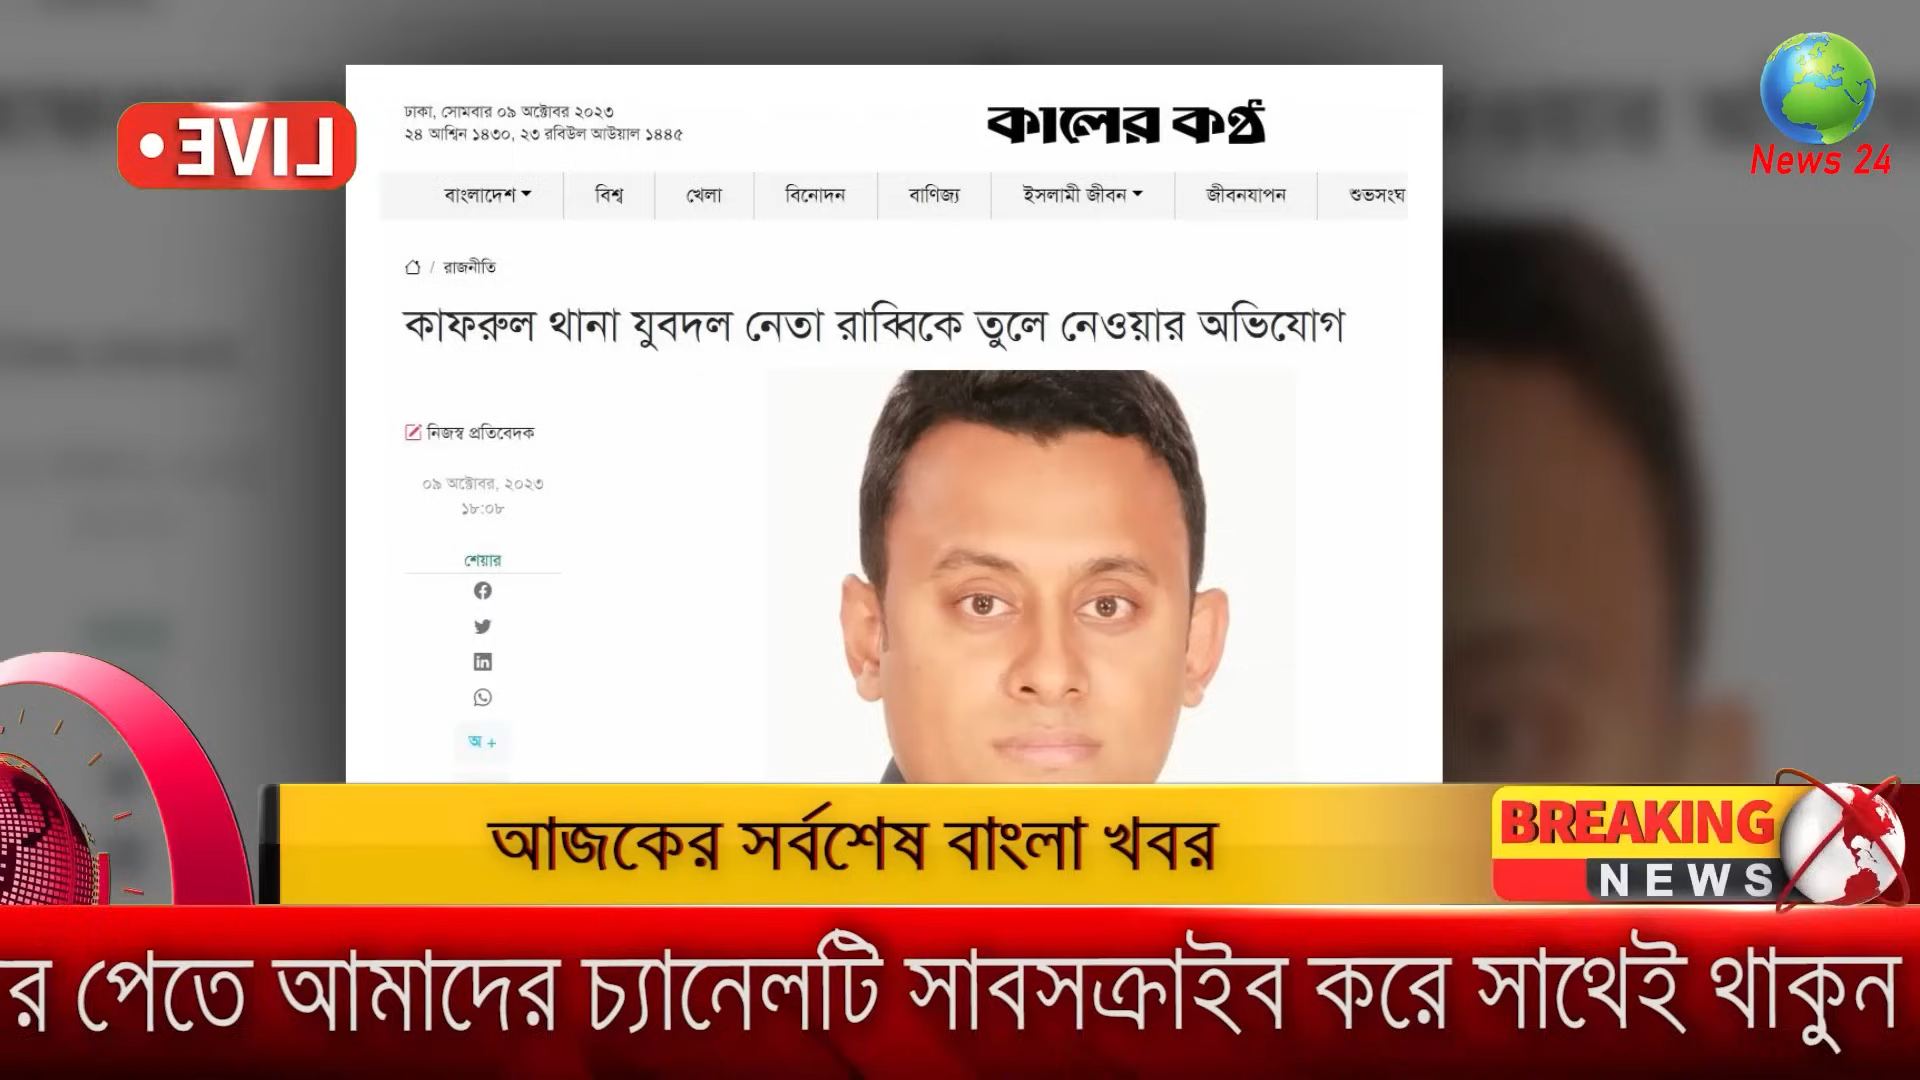 ঢাকা, সোমবার ০৯ অক্টোবর ২০২৩
২৪ আশ্বিন ১৪৩০, ২৩ রবিউল আউয়াল ১৪৪৫
কালের কণ্ঠ
LIVE
News 24
বাংলাদেশ বিশ্ব খেলা বিনোদন বাণিজ্য ইসলামী জীবন জীবনযাপন শুভসংঘ
/ রাজনীতি
কাফরুল থানা যুবদল নেতা রাব্বিকে তুলে নেওয়ার অভিযোগ
নিজস্ব প্রতিবেদক
০৯ অক্টোবর, ২০২৩
১৮:০৮
শেয়ার
অ +
আজকের সর্বশেষ বাংলা খবর
BREAKING
NEWS
র পেতে আমাদের চ্যানেলটি সাবসক্রাইব করে সাথেই থাকুন